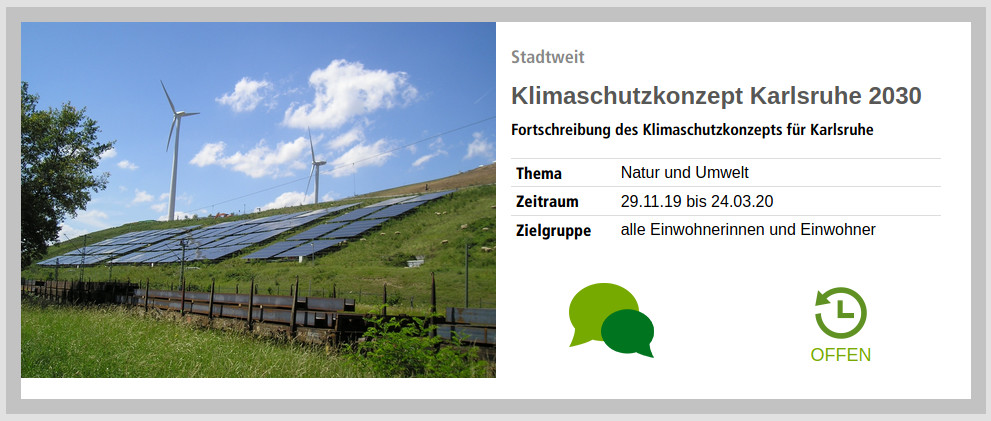 Stadtweit
Klimaschutzkonzept Karlsruhe 2030
Fortschreibung des Klimaschutzkonzepts für Karlsruhe
Thema Natur und Umwelt
Zeitraum 29.11.19 bis 24.03.20
Zielgruppe alle Einwohnerinnen und Einwohner
OFFEN